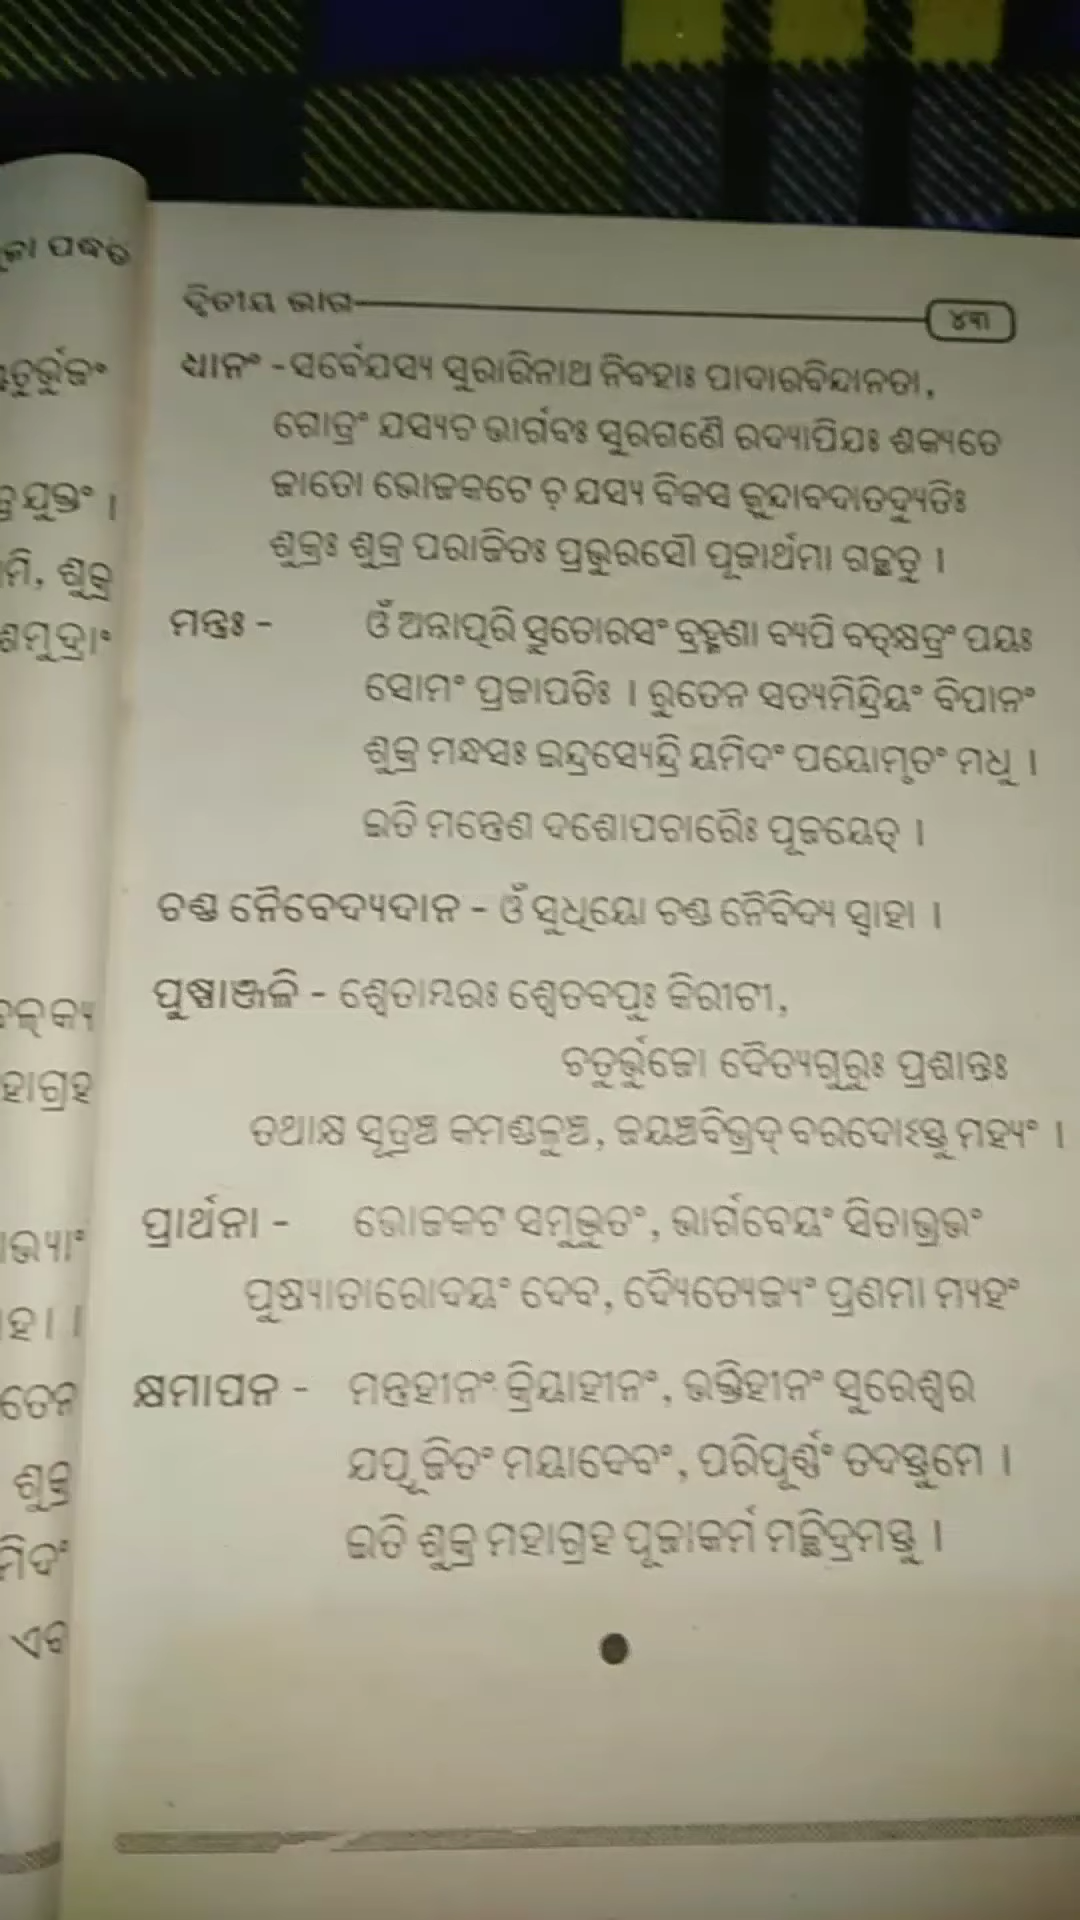 ଦ୍ବିତୀୟ ଭାଗ ୪୩
ଧ୍ୟାନଂ - ସର୍ବେଯସ୍ୟ ସୁରାରିନାଥ ନିବହାଃ ପାଦାରବିନ୍ଦାନତା,
ଗୋତ୍ରଂ ଯସ୍ୟଚ ଭାର୍ଗବଃ ସୁରଗଣୈ ରଦ୍ୟାପିଯଃ ଶକ୍ୟତେ
ଜାତୋ ଭୋଜକଟେ ଚ଼ ଯସ୍ୟ ବିକସ କୁନ୍ଦାବଦାତଦ୍ୟୁତିଃ
ଶୁକ୍ରଃ ଶୁକ୍ର ପରାଜିତଃ ପ୍ରଭୁରସୌ ପୂଜାର୍ଥମା ଗଚ୍ଛତୁ ।
ମନ୍ତ୍ରଃ - ଓଁ ଅନ୍ନାତ୍ପରି ସ୍ରୁତୋରସଂ ବ୍ରହ୍ମଣା ବ୍ୟପି ବତ୍‌କ୍ଷତ୍ରଂ ପୟଃ
ସୋମଂ ପ୍ରଜାପତିଃ । ରୁତେନ ସତ୍ୟମିନ୍ଦ୍ରିୟଂ ବିପାନଂ
ଶୁକ୍ର ମନ୍ଧସଃ ଇନ୍ଦ୍ରସ୍ୟେନ୍ଦ୍ରି ୟମିଦଂ ପୟୋମୃତଂ ମଧୁ ।
ଇତି ମନ୍ତ୍ରେଣ ଦଶୋପଚାରୈଃ ପୂଜୟେତ୍ ।
ଚଣ୍ଡ ନୈବେଦ୍ୟଦାନ - ଓଁ ସୁଧିୟୋ ଚଣ୍ଡ ନୈବିଦ୍ୟ ସ୍ୱାହା ।
ପୁଷ୍ପାଞ୍ଜଳି - ଶ୍ୱେତାମ୍ବରଃ ଶ୍ୱେତବପୁଃ କିରୀଟୀ,
ଚତୁର୍ଭୁଜୋ ଦୈତ୍ୟଗୁରୁଃ ପ୍ରଶାନ୍ତଃ
ତଥାକ୍ଷ ସୂତ୍ରଞ୍ଚ କମଣ୍ଡଳୁଞ୍ଚ, ଜୟଞ୍ଚବିଭ୍ରଦ୍ ବରଦୋଽସ୍ତୁ ମହ୍ୟଂ ।
ପ୍ରାର୍ଥନା - ଭୋଜକଟ ସମୁଦ୍ଭୁତଂ, ଭାର୍ଗବେୟଂ ସିତାଭ୍ରଭଂ
ପୁଷ୍ୟାତାରୋଦୟଂ ଦେବ, ଦ୍ୟୈତ୍ୟେଜ୍ୟଂ ପ୍ରଣମା ମ୍ୟହଂ
କ୍ଷମାପନ - ମନ୍ତ୍ରହୀନଂ କ୍ରିୟାହୀନଂ, ଭକ୍ତିହୀନଂ ସୁରେଶ୍ୱର
ଯତ୍ପୂଜିତଂ ମୟାଦେବଂ, ପରିପୂର୍ଣ୍ଣଂ ତଦସ୍ତୁମେ ।
ଇତି ଶୁକ୍ର ମହାଗ୍ରହ ପୂଜାକର୍ମ ମଚ୍ଛିଦ୍ରମସ୍ତୁ ।